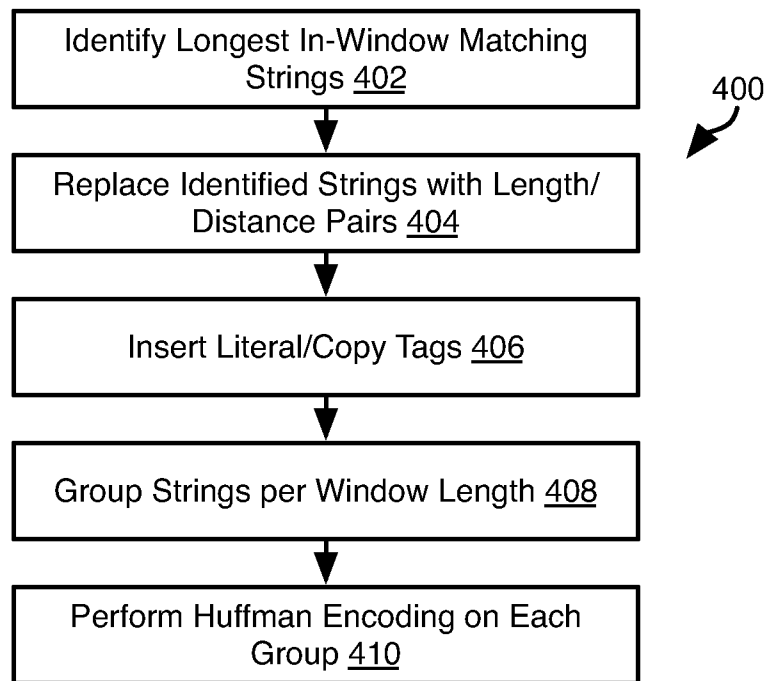 Identify Longest In-Window Matching
Strings 402
400
Replace Identified Strings with Length/
Distance Pairs 404
Insert Literal/Copy Tags 406
Group Strings per Window Length 408
Perform Huffman Encoding on Each
Group 410